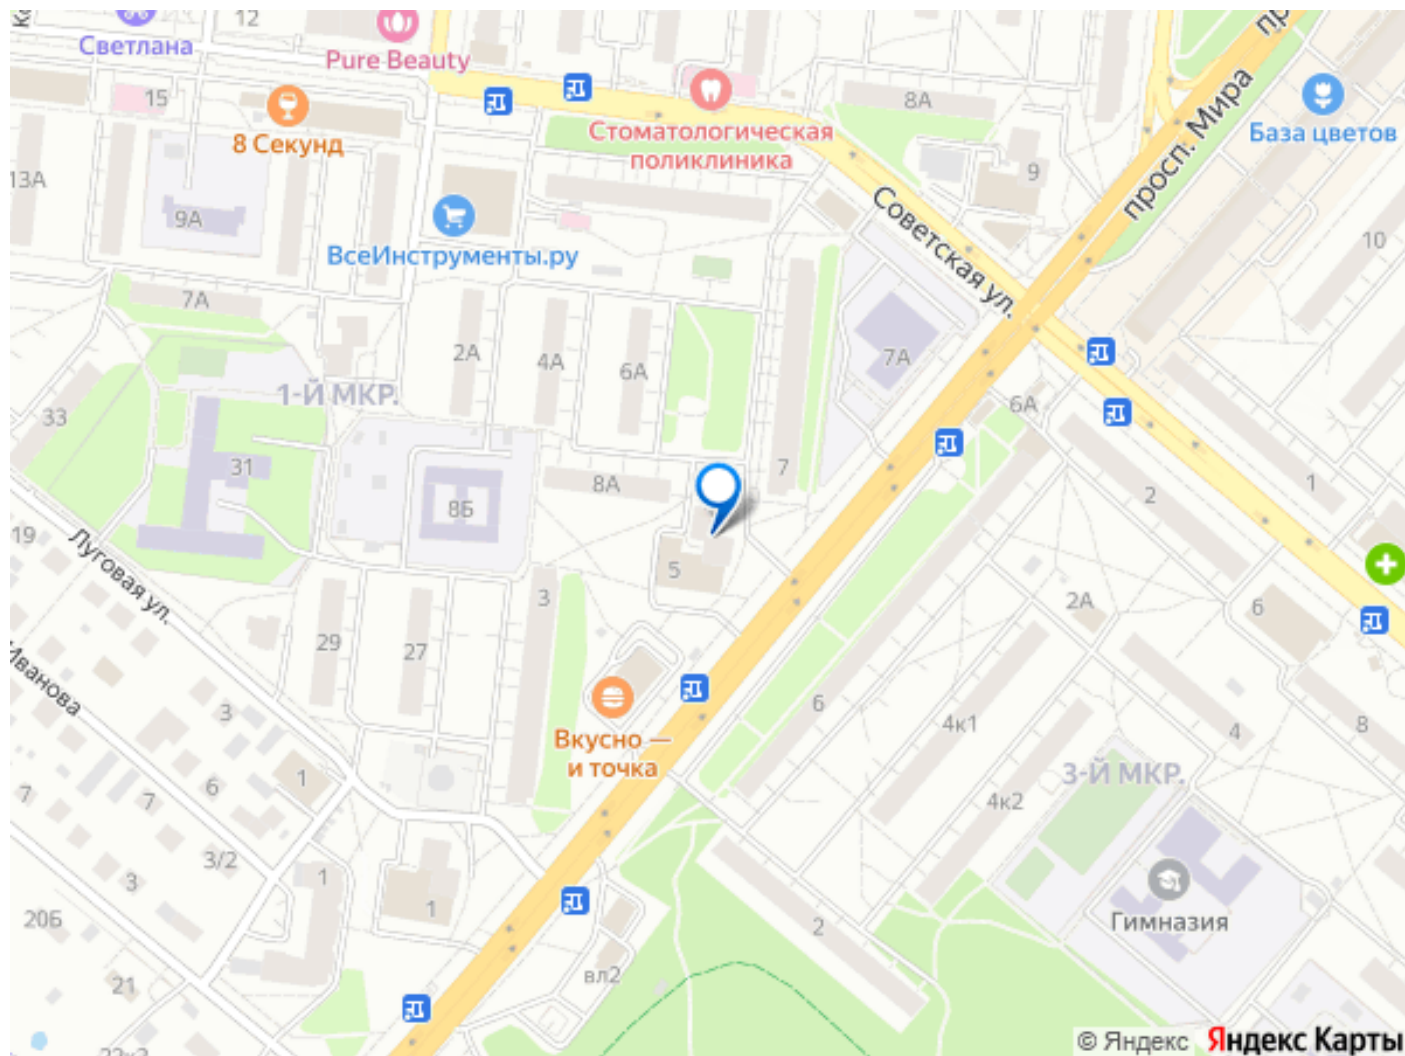 12
Светлана
Pure Beauty
15
8 Секунд
Стоматологическая
поликлиника
8А
просп. Мира
База цветов
9
13А
9А
ВсеИнструменты.ру
Советская ул.
10
7А
2А
4А
6А
7А
1-Й МКР.
33
6А
31
8А
7
8Б
2
1
19
Луговая ул.
5
3
2А
6
29
27
Иванова
3
6
4к1
4
8
Вкусно —
и точка
1
6
7
7
3-Й МКР.
4к2
3/2
3
1
1
20Б
2
Гимназия
21
вл2
22к2
© Яндекс Яндекс Карты